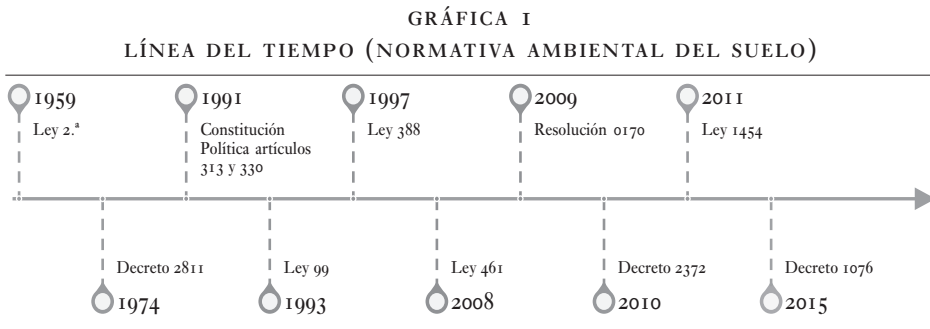 GRÁFICA I
LÍNEA DEL TIEMPO (NORMATIVA AMBIENTAL DEL SUELO)
1959
Ley 2.ª
1991
Constitución
Política artículos
313 y 330
1997
Ley 388
2009
Resolución 0170
2011
Ley 1454
Decreto 2811
1974
Ley 99
1993
Ley 461
2008
Decreto 2372
2010
Decreto 1076
2015